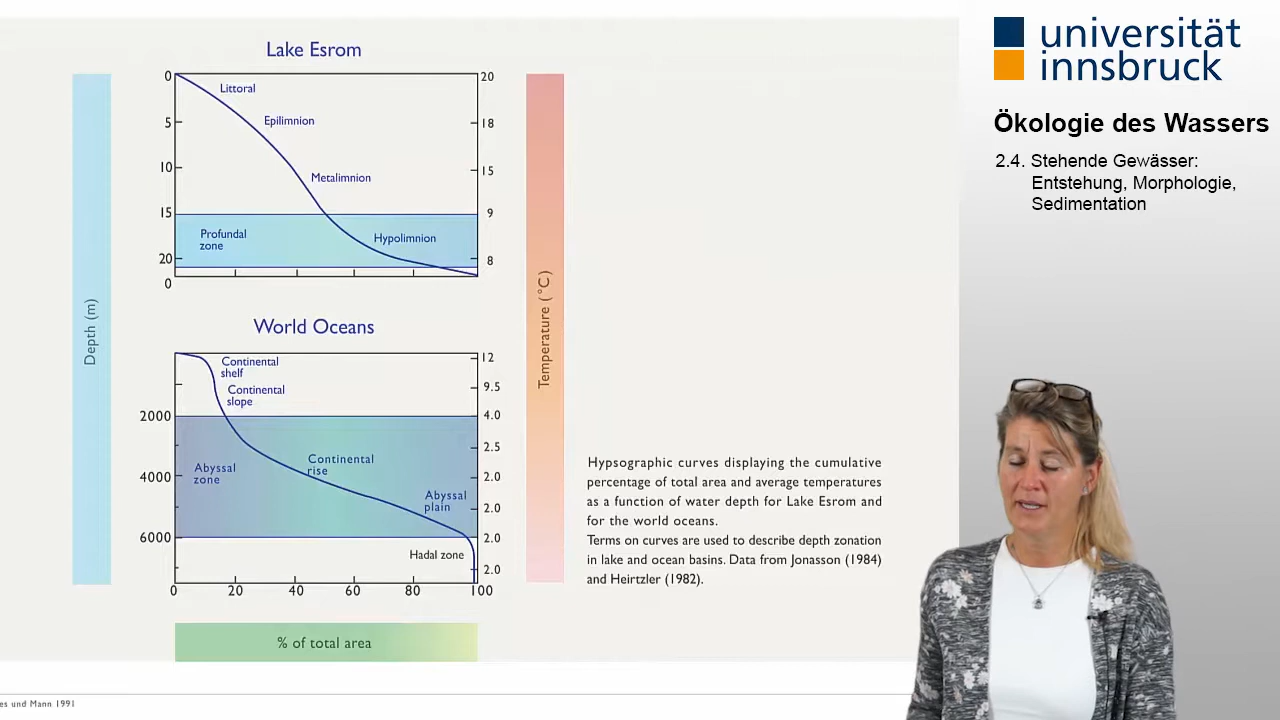 universität
innsbruck
Ökologie des Wassers
2.4. Stehende Gewässer:
Entstehung, Morphologie,
Sedimentation
Lake Esrom
0
5
10
15
20
0
20
18
15
9
8
Littoral
Epilimnion
Metalimnion
Profundal
zone
Hypolimnion
Depth (m)
Temperature (°C)
World Oceans
2000
4000
6000
12
9.5
4.0
2.5
2.0
2.0
2.0
2.0
Continental
shelf
Continental
slope
Abyssal
zone
Continental
rise
Abyssal
plain
Hadal zone
0 20 40 60 80 100
% of total area
Hypsographic curves displaying the cumulative
percentage of total area and average temperatures
as a function of water depth for Lake Esrom and
for the world oceans.
Terms on curves are used to describe depth zonation
in lake and ocean basins. Data from Jonasson (1984)
and Heirtzler (1982).
es und Mann 1991